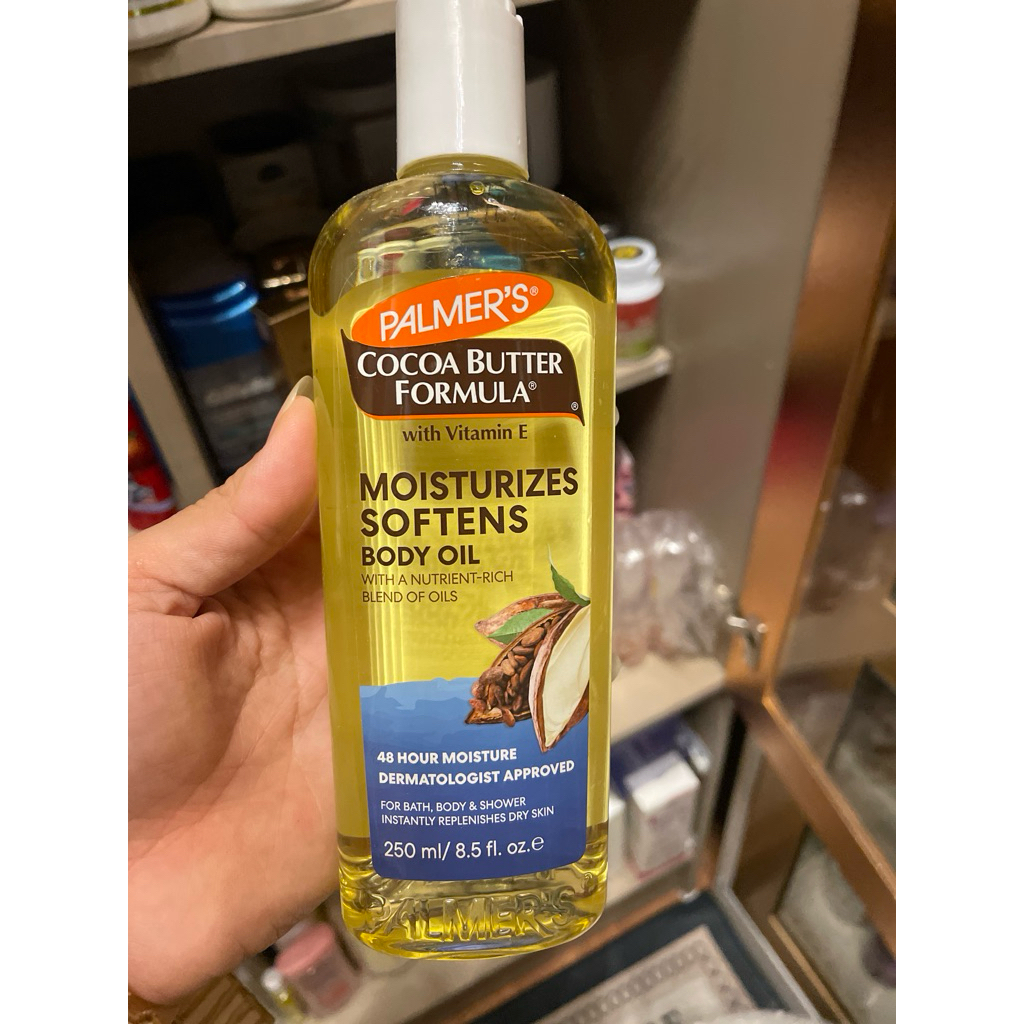 PALMER'S®
COCOA BUTTER
FORMULA®
®
with Vitamin E
MOISTURIZES
SOFTENS
BODY OIL
WITH A NUTRIENT-RICH
BLEND OF OILS
48 HOUR MOISTURE
DERMATOLOGIST APPROVED
FOR BATH, BODY & SHOWER
INSTANTLY REPLENISHES DRY SKIN
250 ml/ 8.5 fl. oz.℮
PALMER'S